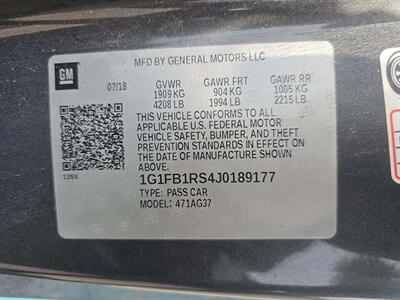 MFD BY GENERAL MOTORS LLC
GM
07/18 GVWR GAWR FRT GAWR RR
1909 KG 904 KG 1005 KG
4208 LB 1994 LB 2215 LB
THIS VEHICLE CONFORMS TO ALL
APPLICABLE U.S. FEDERAL MOTOR
VEHICLE SAFETY, BUMPER, AND THEFT
PREVENTION STANDARDS IN EFFECT ON
THE DATE OF MANUFACTURE SHOWN
ABOVE.
1G1FB1RS4J0189177
TYPE: PASS CAR
MODEL: 471AG37